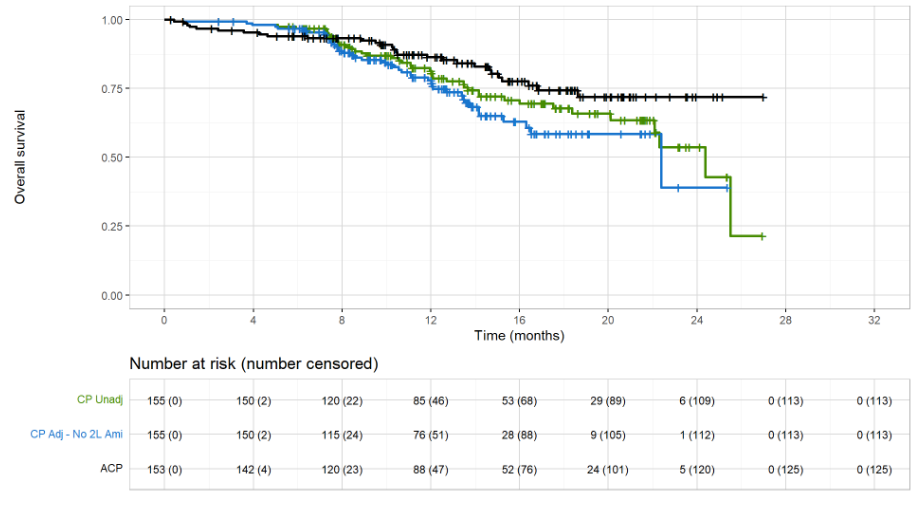 1.00
0.75
0.50
0.25
0.00
Overall survival
0 4 8 12 16 20 24 28 32
Time (months)
Number at risk (number censored)
CP Unadj 155 (0) 150 (2) 120 (22) 85 (46) 53 (68) 29 (89) 6 (109) 0 (113) 0 (113)
CP Adj - No 2L Ami 155 (0) 150 (2) 115 (24) 76 (51) 28 (88) 9 (105) 1 (112) 0 (113) 0 (113)
ACP 153 (0) 142 (4) 120 (23) 88 (47) 52 (76) 24 (101) 5 (120) 0 (125) 0 (125)